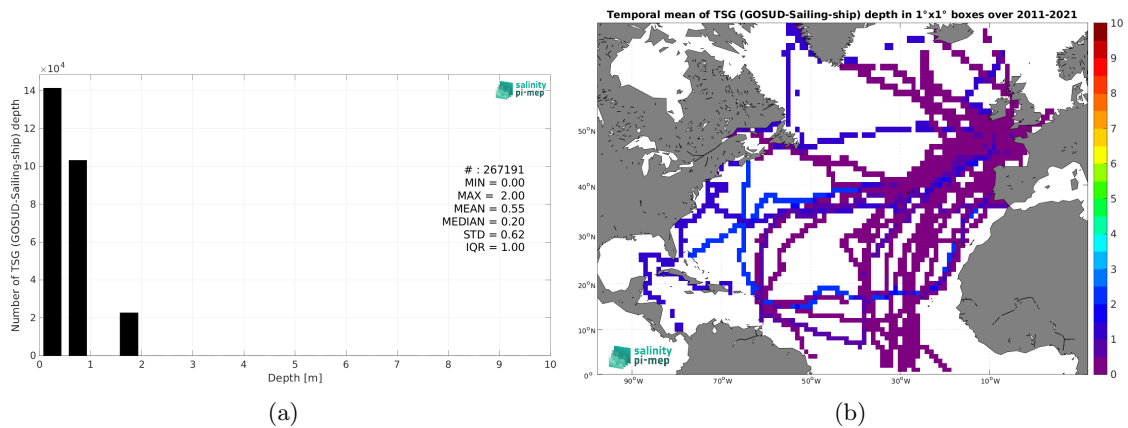 ×10⁴
14
12
10
8
6
4
2
0
Number of TSG (GOSUD-Sailing-ship) depth
salinity
pi-mep
# : 267191
MIN = 0.00
MAX = 2.00
MEAN = 0.55
MEDIAN = 0.20
STD = 0.62
IQR = 1.00
0 1 2 3 4 5 6 7 8 9 10
Depth [m]
(a)
Temporal mean of TSG (GOSUD-Sailing-ship) depth in 1°x1° boxes over 2011-2021
50°N
40°N
30°N
20°N
10°N
0°
90°W 70°W 50°W 30°W 10°W
salinity
pi-mep
10
9
8
7
6
5
4
3
2
1
0
(b)